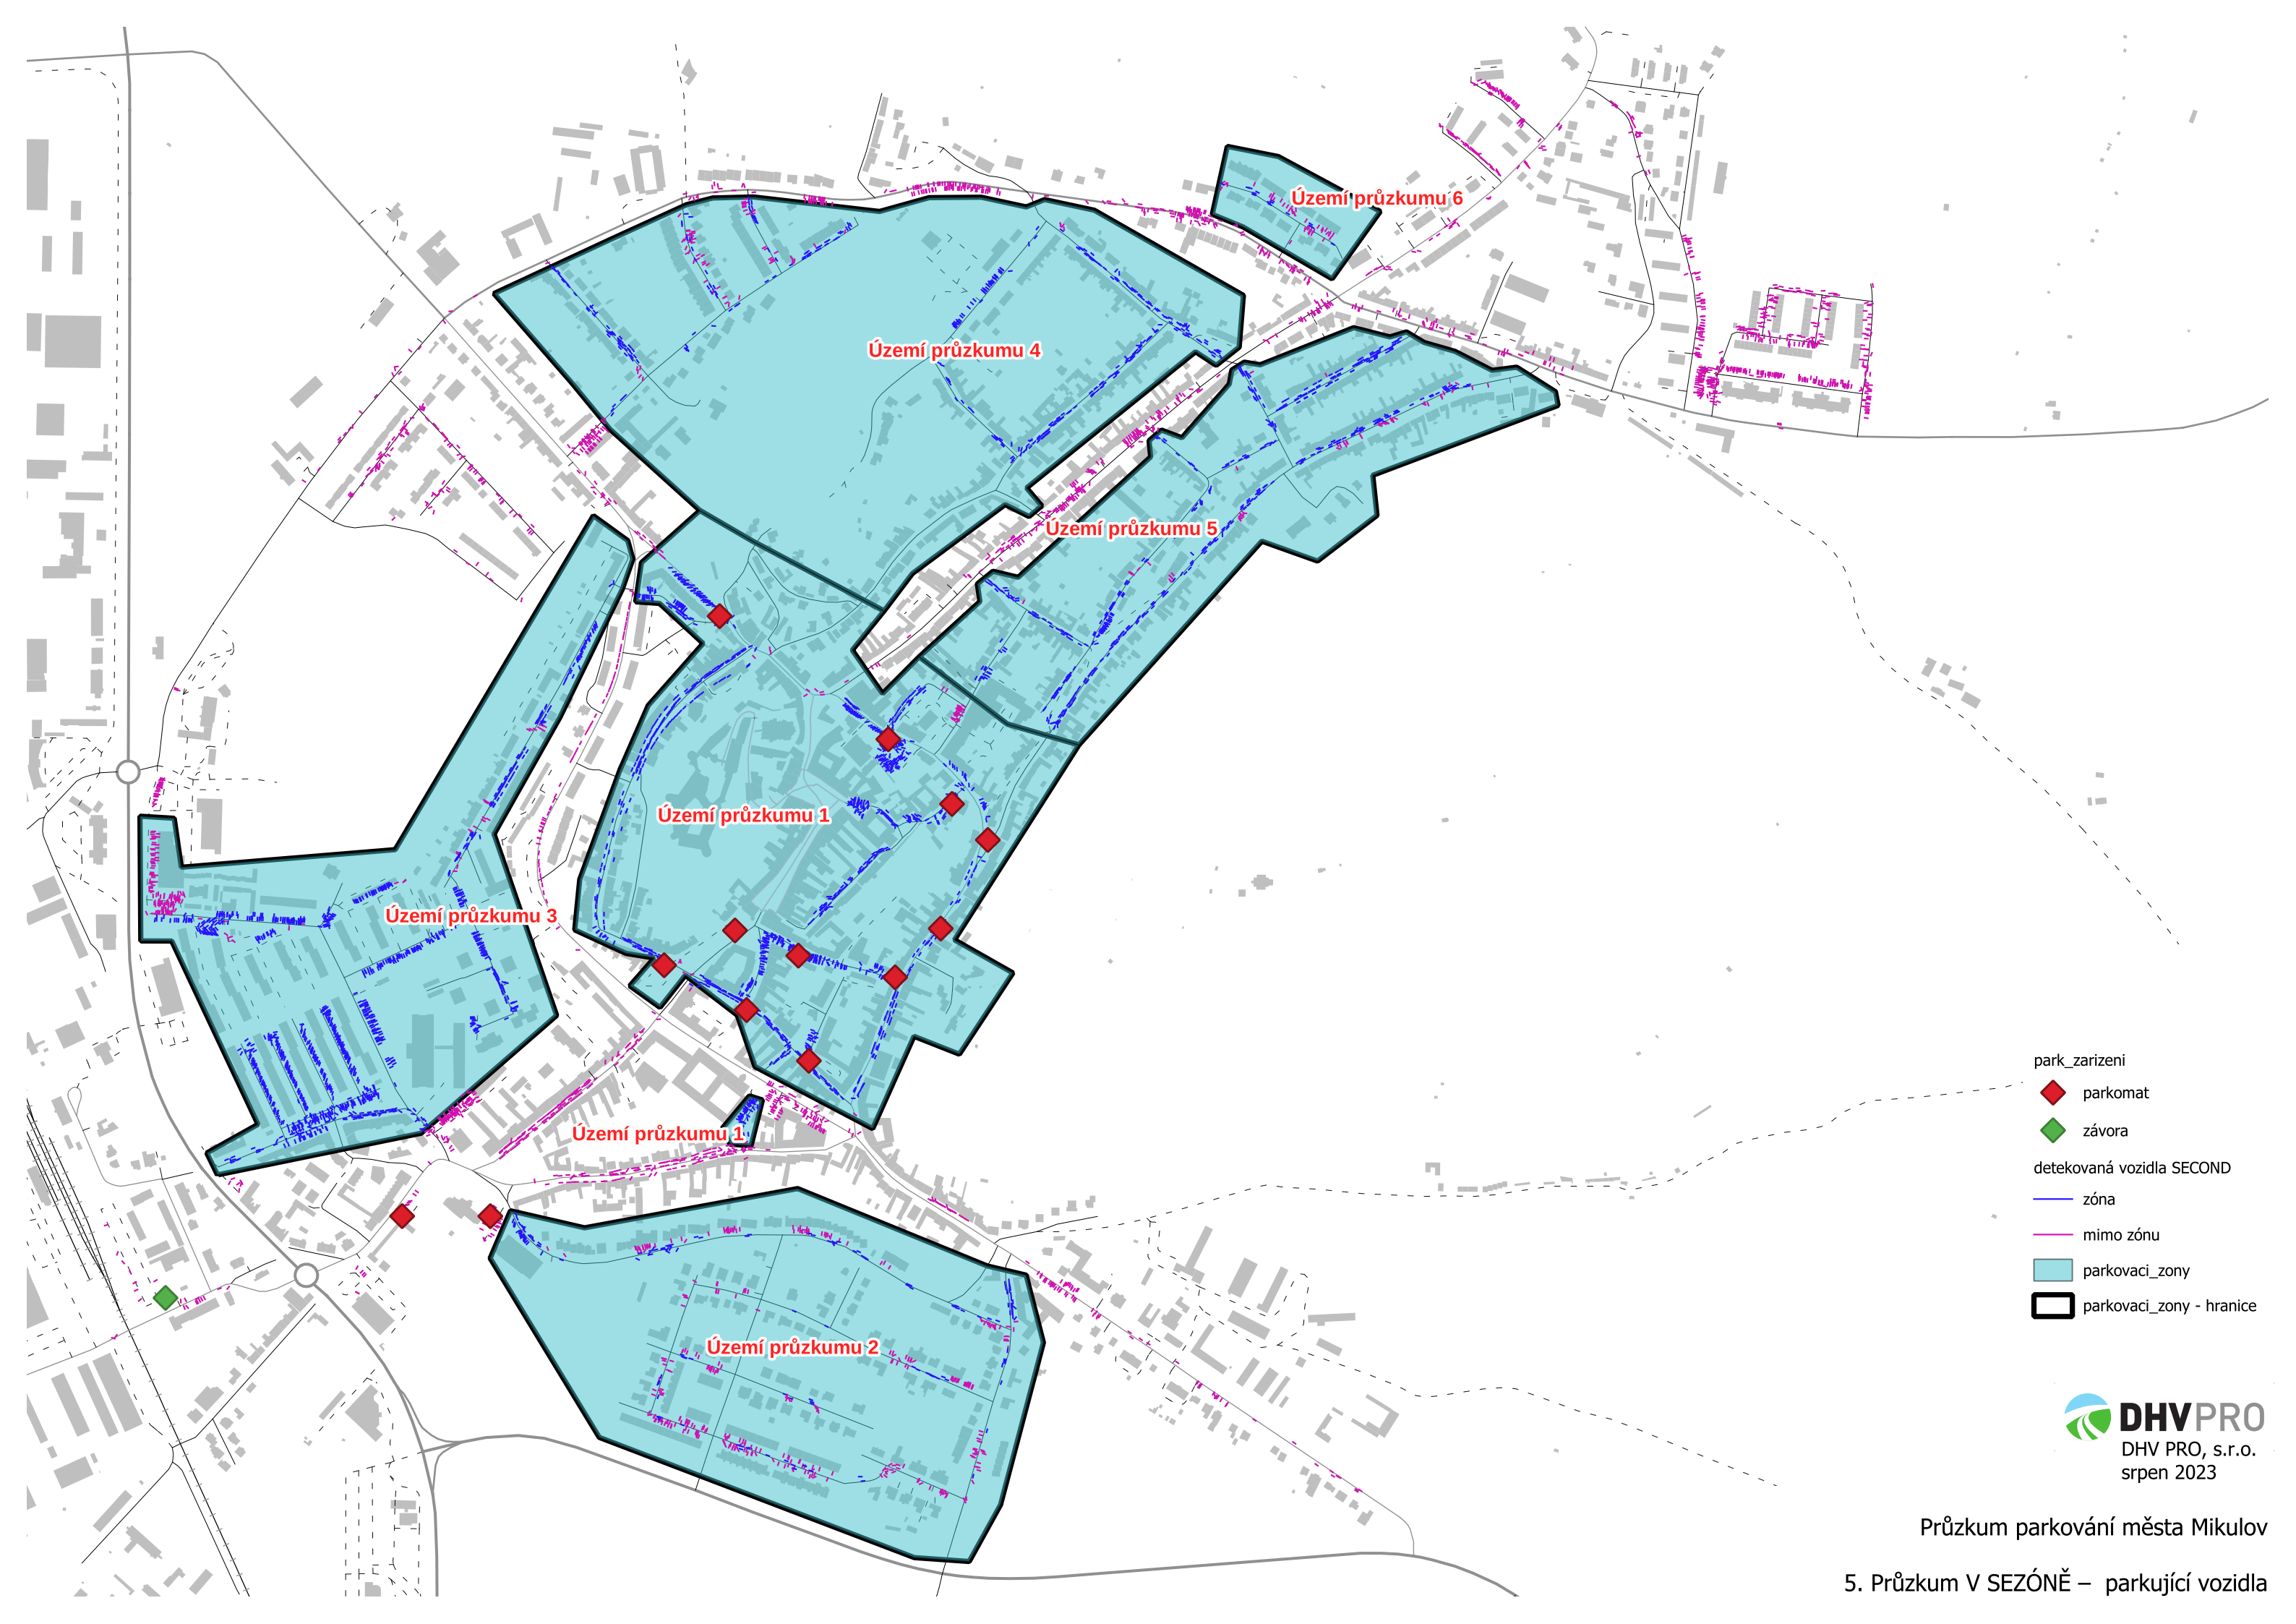 Území průzkumu 6
Území průzkumu 4
Území průzkumu 5
Území průzkumu 1
Území průzkumu 3
Území průzkumu 1
Území průzkumu 2
park_zarizeni
parkomat
závora
detekovaná vozidla SECOND
zóna
mimo zónu
parkovaci_zony
parkovaci_zony - hranice
DHVPRO
DHV PRO, s.r.o.
srpen 2023
Průzkum parkování města Mikulov
5. Průzkum V SEZÓNĚ – parkující vozidla